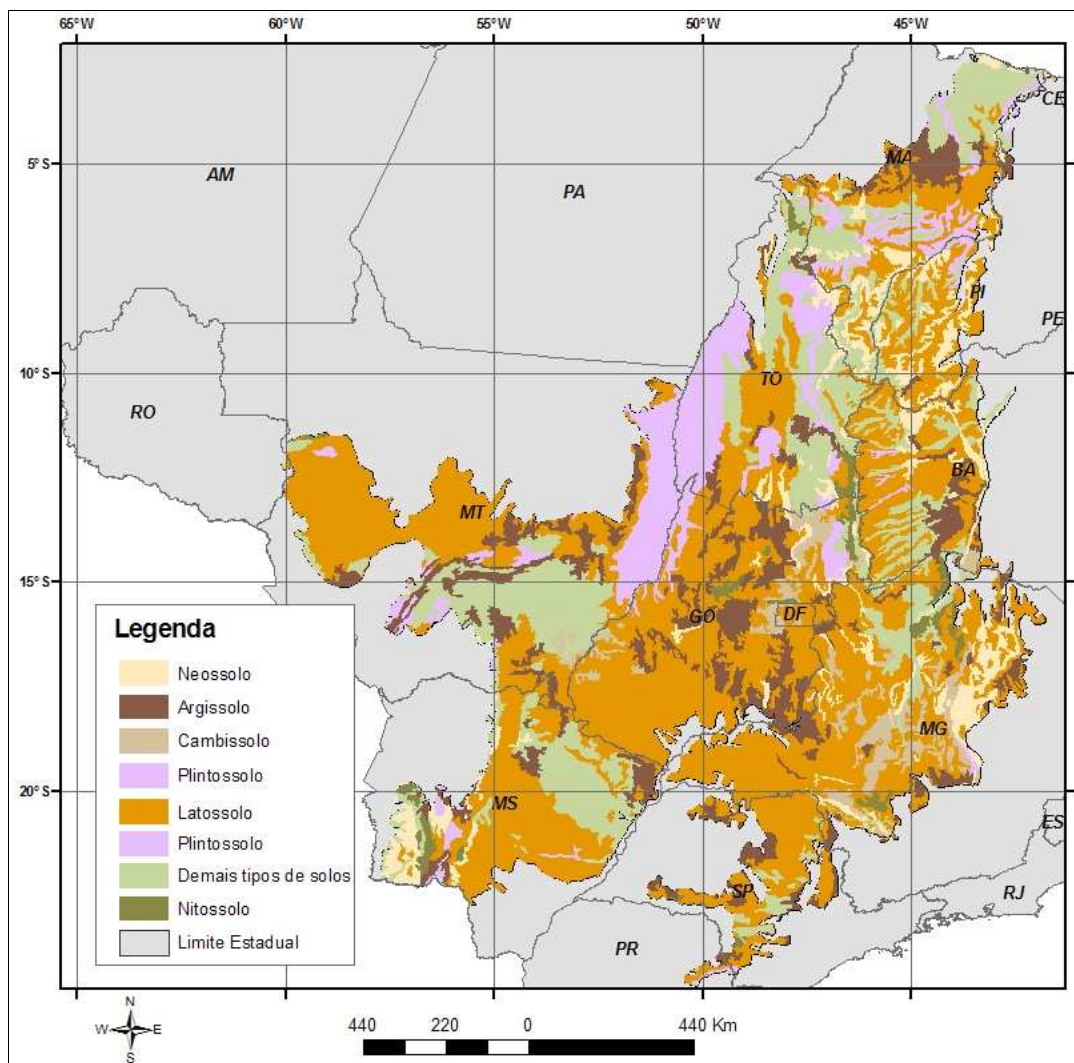 65°W 60°W 55°W 50°W 45°W
CE
5°S
MA
AM
PA
PI
PE
10°S
TO
RO
BA
MT
15°S
GO
DF
MG
20°S
MS
ES
SP
RJ
PR
Legenda
Neossolo
Argissolo
Cambissolo
Plintossolo
Latossolo
Plintossolo
Demais tipos de solos
Nitossolo
Limite Estadual
N
W E
S
440 220 0 440 Km